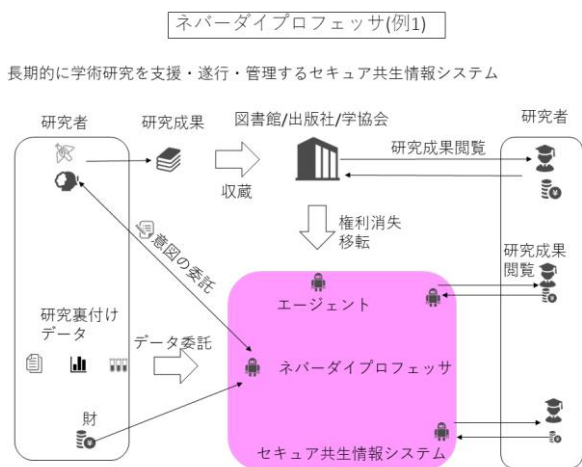 ネバーダイプロフェッサ(例1)
長期的に学術研究を支援・遂行・管理するセキュア共生情報システム
研究者
研究成果
図書館/出版社/学協会
研究者
研究成果閲覧
収蔵
権利消失
移転
意図の委託
研究成果
閲覧
エージェント
研究裏付け
データ
データ委託
ネバーダイプロフェッサ
財
セキュア共生情報システム